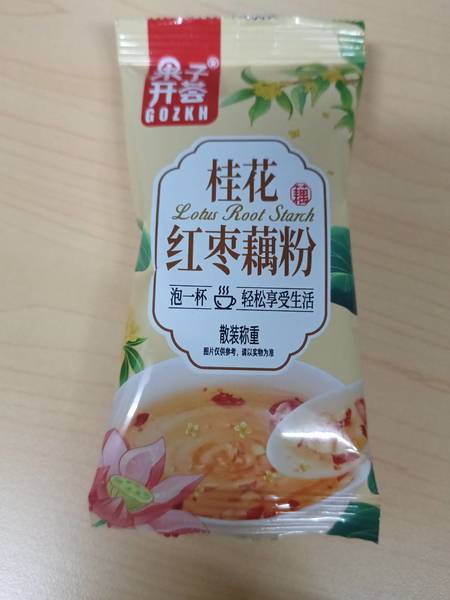 果子®
开荟
GOZKH
桂花
藕
Lotus Root Starch
红枣藕粉
泡一杯 轻松享受生活
散装称重
图片仅供参考，请以实物为准